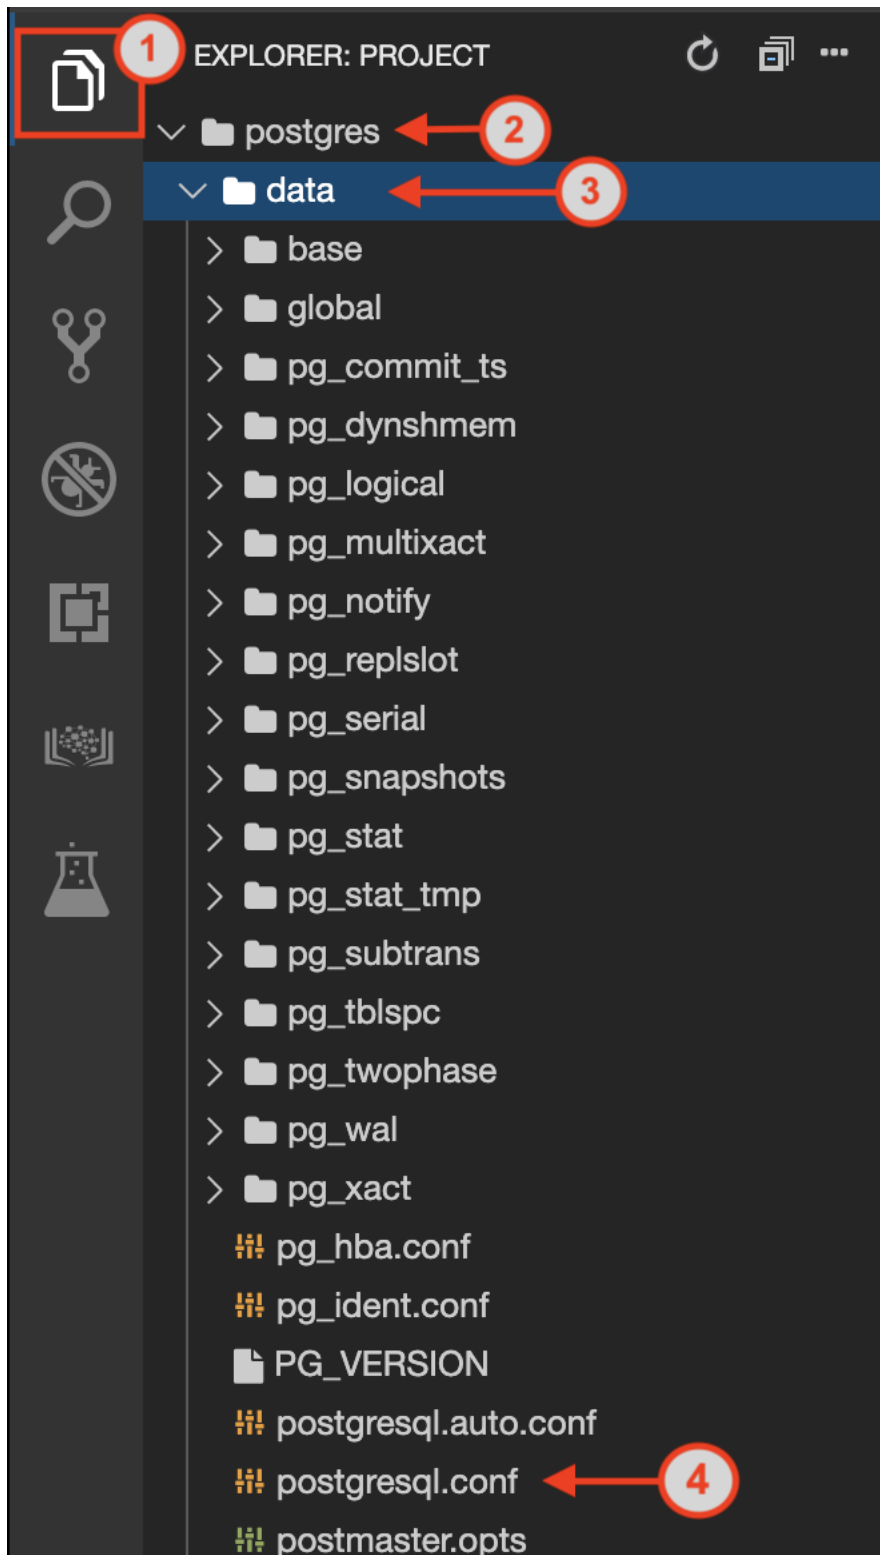 1
EXPLORER: PROJECT
postgres 2
data 3
base
global
pg_commit_ts
pg_dynshmem
pg_logical
pg_multixact
pg_notify
pg_replslot
pg_serial
pg_snapshots
pg_stat
pg_stat_tmp
pg_subtrans
pg_tblspc
pg_twophase
pg_wal
pg_xact
pg_hba.conf
pg_ident.conf
PG_VERSION
postgresql.auto.conf
postgresql.conf 4
postmaster.opts